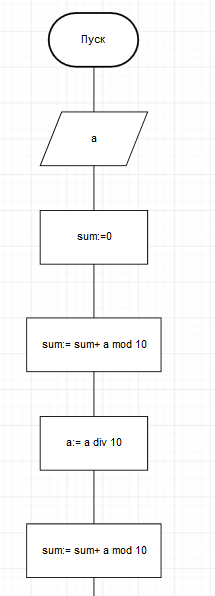 Пуск
a
sum:=0
sum:= sum+ a mod 10
a:= a div 10
sum:= sum+ a mod 10